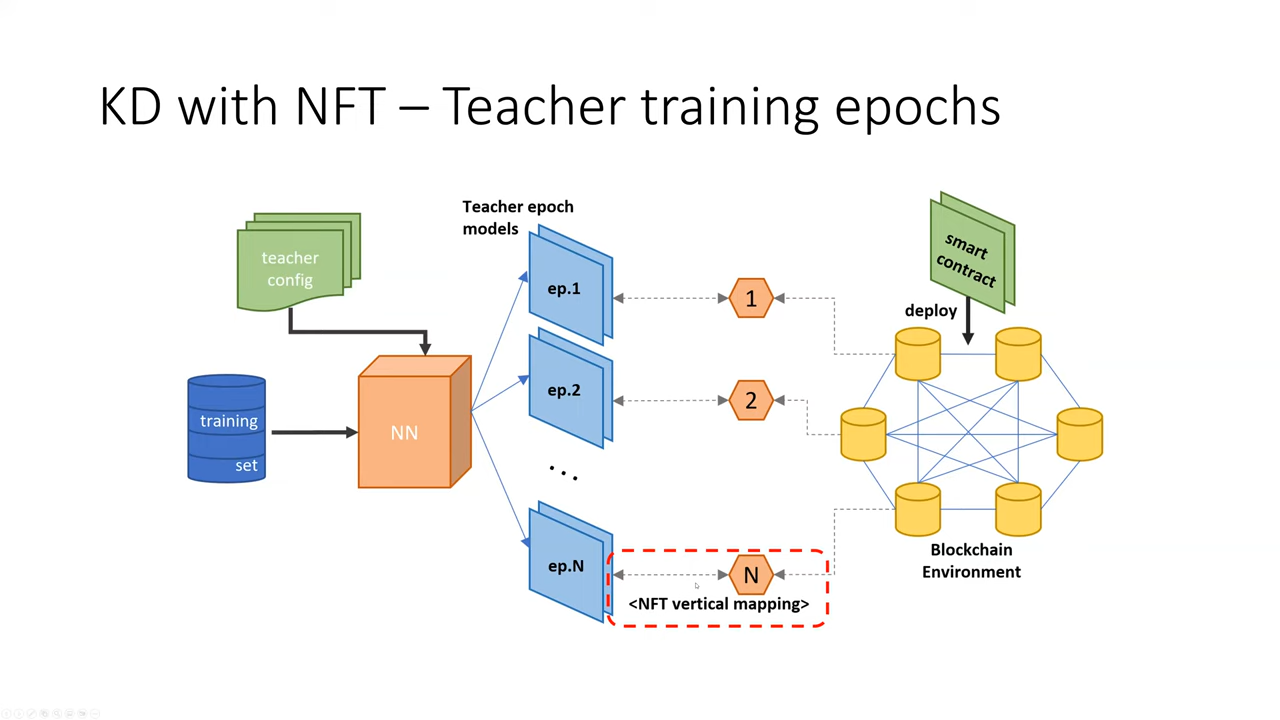 KD with NFT – Teacher training epochs
Teacher epoch
models
teacher
config
smart
contract
deploy
ep.1
1
ep.2
2
training
set
NN
...
ep.N
N
<NFT vertical mapping>
Blockchain
Environment